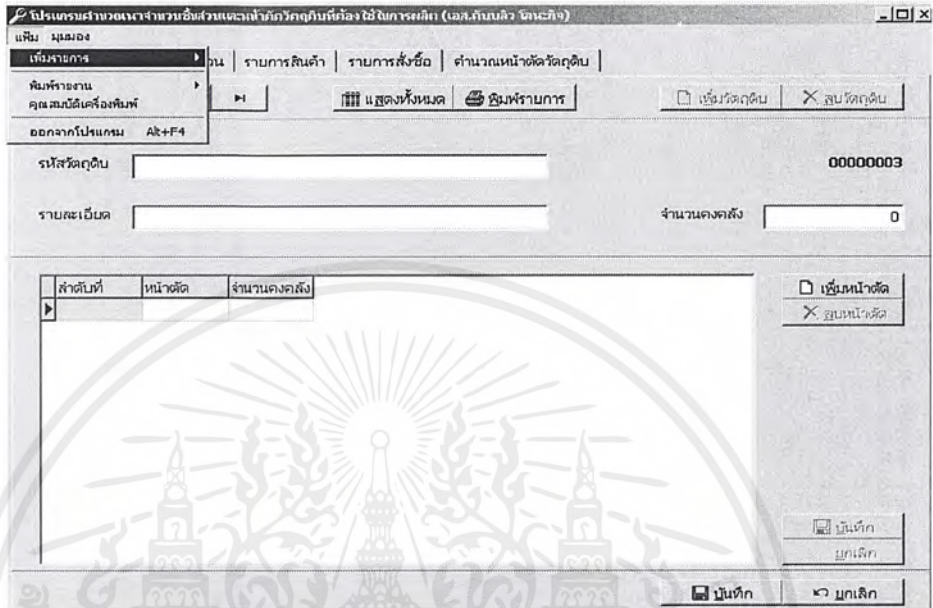 โปรแกรมคำนวณหาจำนวนชิ้นส่วนและหน้าตัดวัตถุดิบที่ต้องใช้ในการผลิต (เอส.ดับบลิว โลหะกิจ)
แฟ้ม มุมมอง
เพิ่มรายการ
พิมพ์รายงาน
คุณสมบัติเครื่องพิมพ์
ออกจากโปรแกรม Alt+F4
วน รายการสินค้า รายการสั่งซื้อ คำนวณหน้าตัดวัตถุดิบ
แสดงทั้งหมด พิมพ์รายการ เพิ่มวัตถุดิบ ลบวัตถุดิบ
รหัสวัตถุดิบ 00000003
รายละเอียด จำนวนคงคลัง 0
ลำดับที่ หน้าตัด จำนวนคงคลัง
เพิ่มหน้าตัด
ลบหน้าตัด
บันทึก
ยกเลิก
บันทึก ยกเลิก